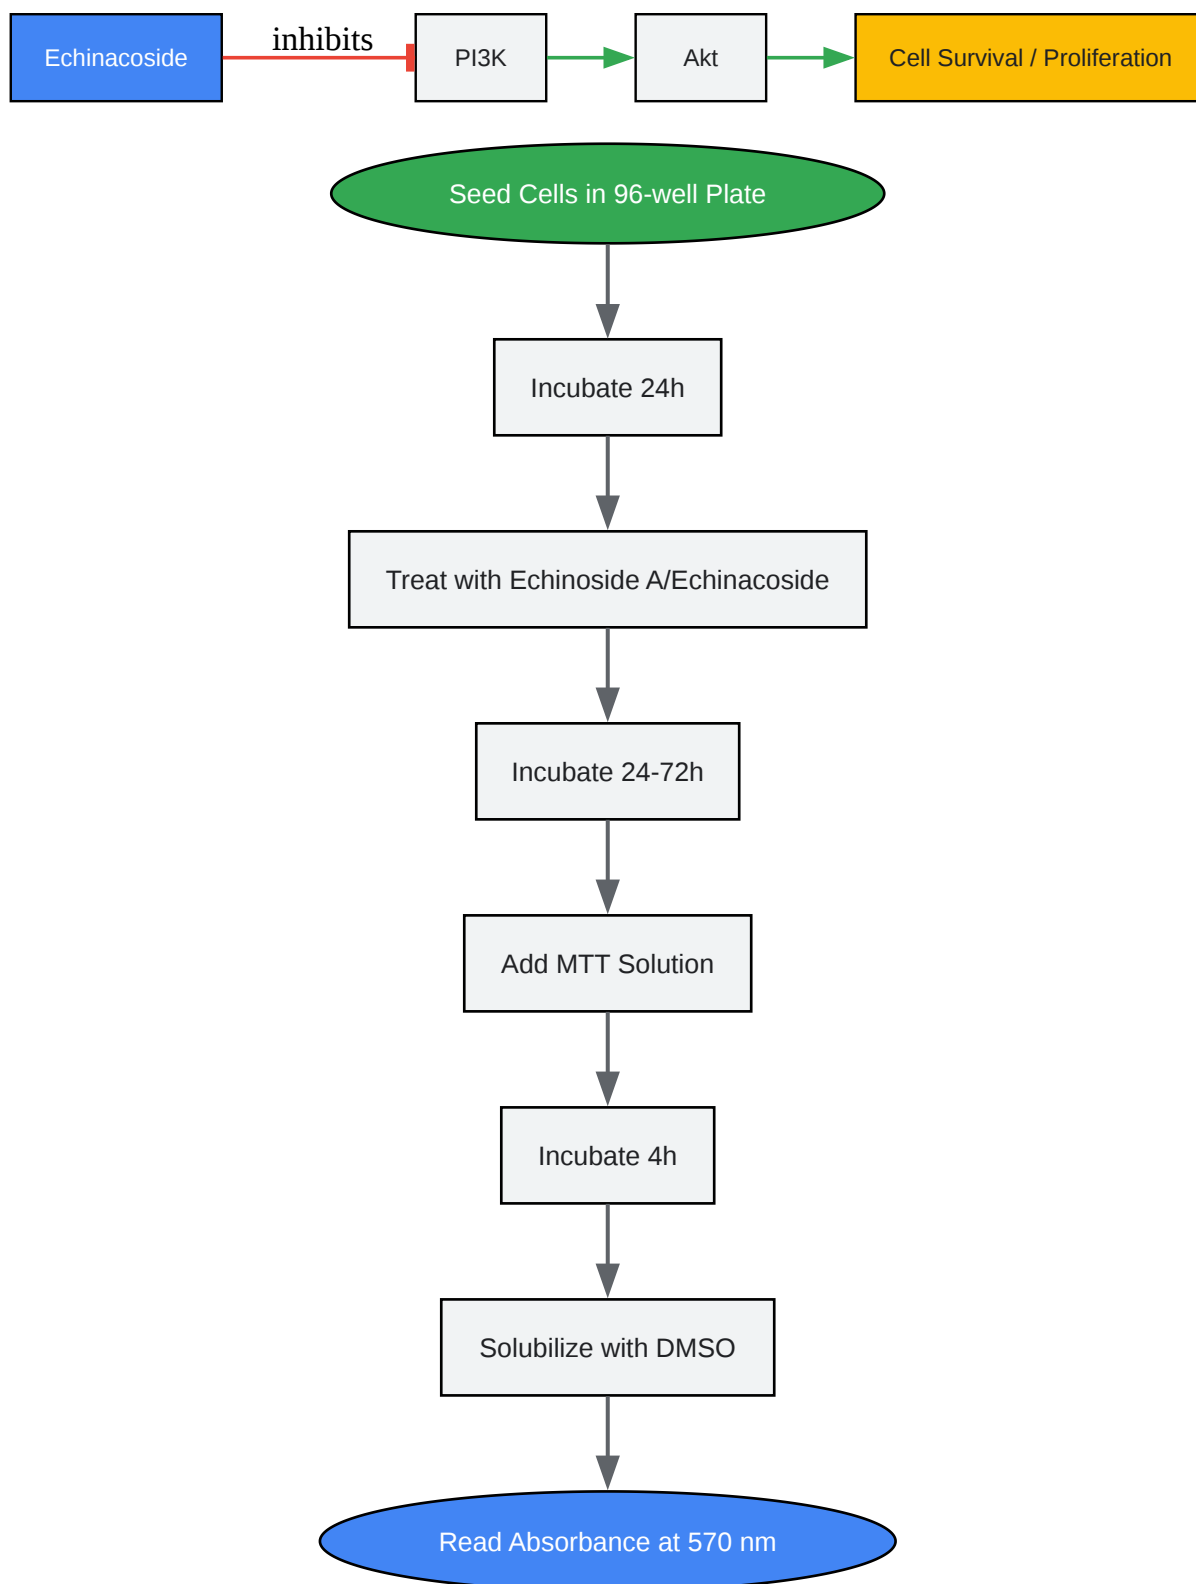 Echinacoside
inhibits
PI3K
Akt
Cell Survival / Proliferation
Seed Cells in 96-well Plate
Incubate 24h
Treat with Echinoside A/Echinacoside
Incubate 24-72h
Add MTT Solution
Incubate 4h
Solubilize with DMSO
Read Absorbance at 570 nm